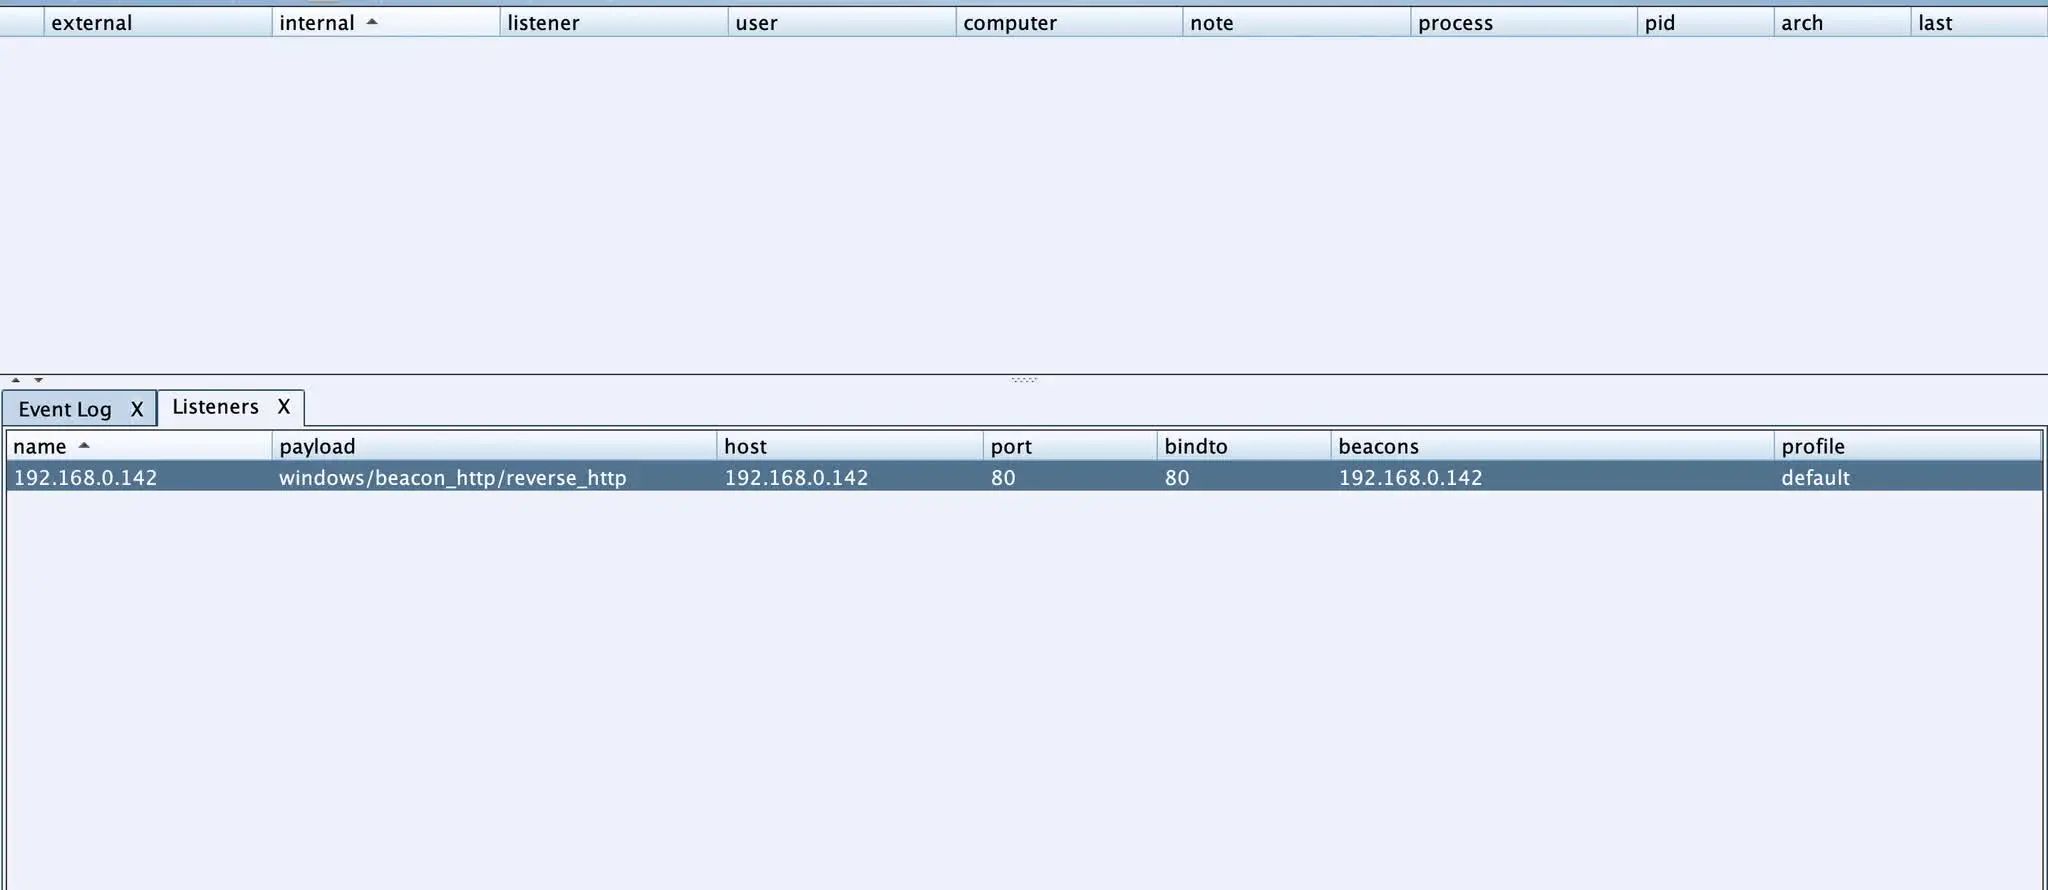 external internal listener user computer note process pid arch last
Event Log X Listeners X
name payload host port bindto beacons profile
192.168.0.142 windows/beacon_http/reverse_http 192.168.0.142 80 80 192.168.0.142 default